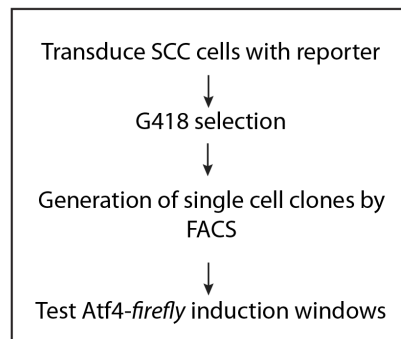 Transduce SCC cells with reporter
G418 selection
Generation of single cell clones by
FACS
Test Atf4-firefly induction windows